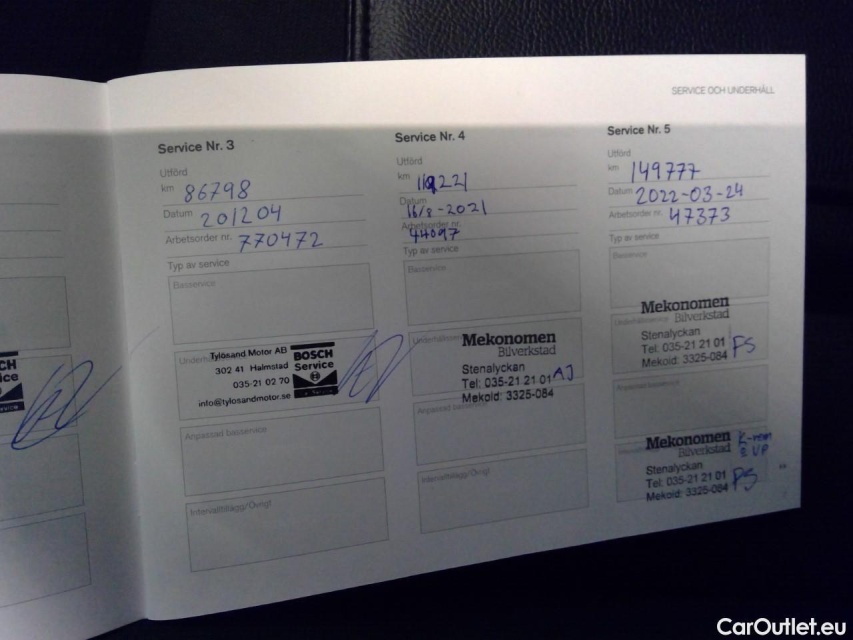 SERVICE OCH UNDERHÅLL
Service Nr. 3
Utförd
km 86798
Datum 201204
Arbetsorder nr. 770472
Typ av service
Basservice
Tylösand Motor AB
302 41 Halmstad
035-21 02 70
info@tylosandmotor.se
BOSCH
Service
Anpassad basservice
Intervalltillägg/Övrigt
Service Nr. 4
Utförd
km
Datum 16/8-2021
Arbetsorder nr. 44097
Typ av service
Basservice
Mekonomen
Bilverkstad
Stenalyckan
Tel: 035-21 21 01 AJ
Mekoid: 3325-084
Anpassad basservice
Intervalltillägg/Övrigt
Service Nr. 5
Utförd
km 149777
Datum 2022-03-24
Arbetsorder nr. 47373
Typ av service
Mekonomen
Bilverkstad
Stenalyckan
Tel: 035-21 21 01 PS
Mekoid: 3325-084
Anpassad basservice
Mekonomen
Bilverkstad
Stenalyckan
Tel: 035-21 21 01 PS
Mekoid: 3325-084
CarOutlet.eu